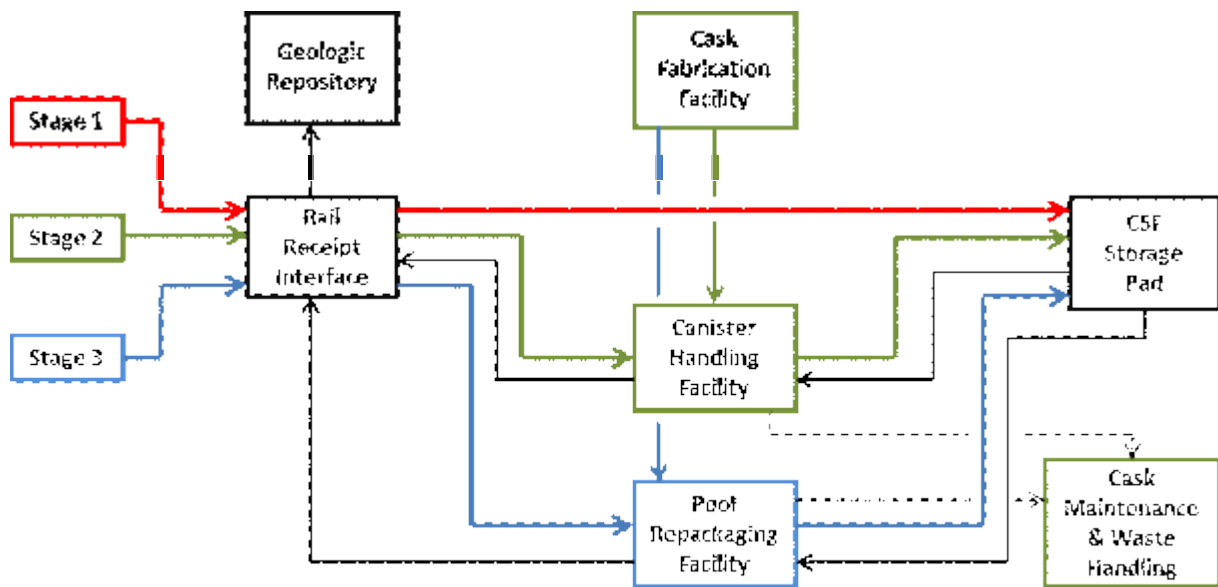 Geologic
Repository
Cask
Fabrication
Facility
Stage 1
Stage 2
Stage 3
Rail
Receipt
Interface
CSF
Storage
Pad
Canister
Handling
Facility
Pool
Repackaging
Facility
Cask
Maintenance
& Waste
Handling